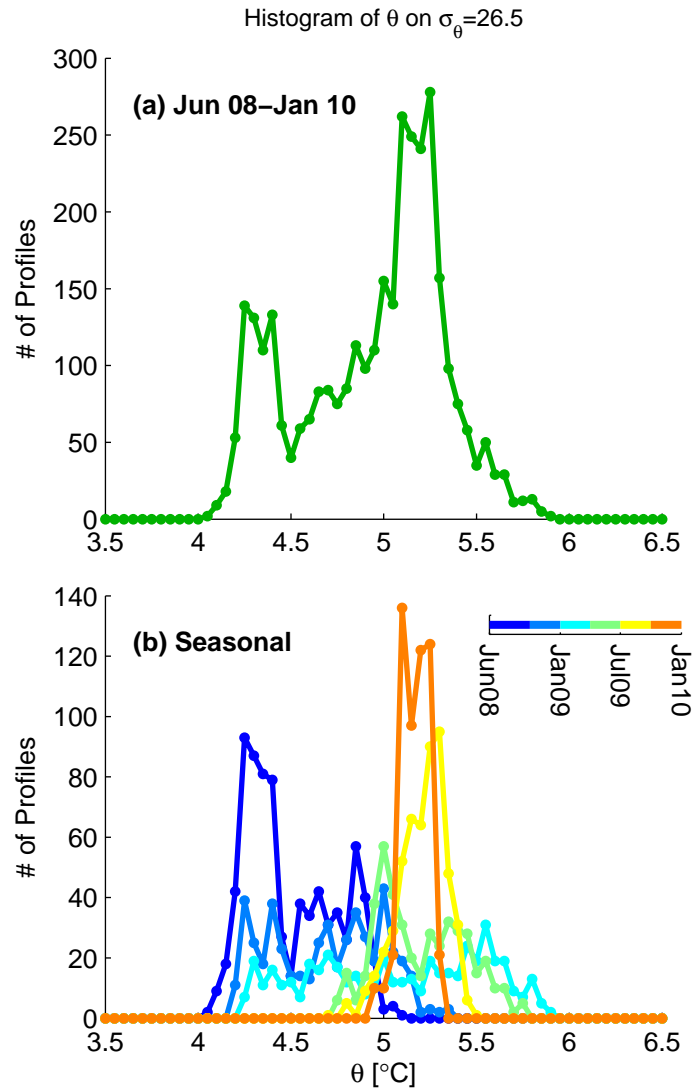 Histogram of θ on σθ=26.5
(a) Jun 08–Jan 10
# of Profiles
300
250
200
150
100
50
0
3.5 4 4.5 5 5.5 6 6.5
(b) Seasonal
Jun08 Jan09 Jul09 Jan10
# of Profiles
140
120
100
80
60
40
20
0
3.5 4 4.5 5 5.5 6 6.5
θ [°C]